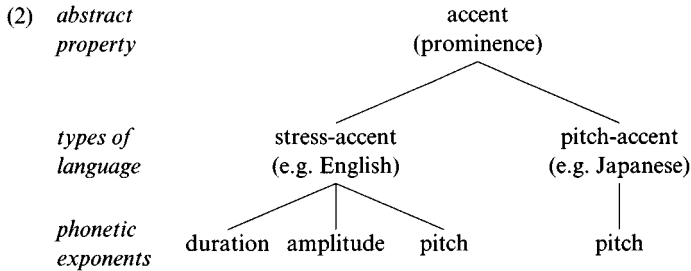 (2) abstract property accent (prominence)
types of language stress-accent (e.g. English) pitch-accent (e.g. Japanese)
phonetic exponents duration amplitude pitch pitch